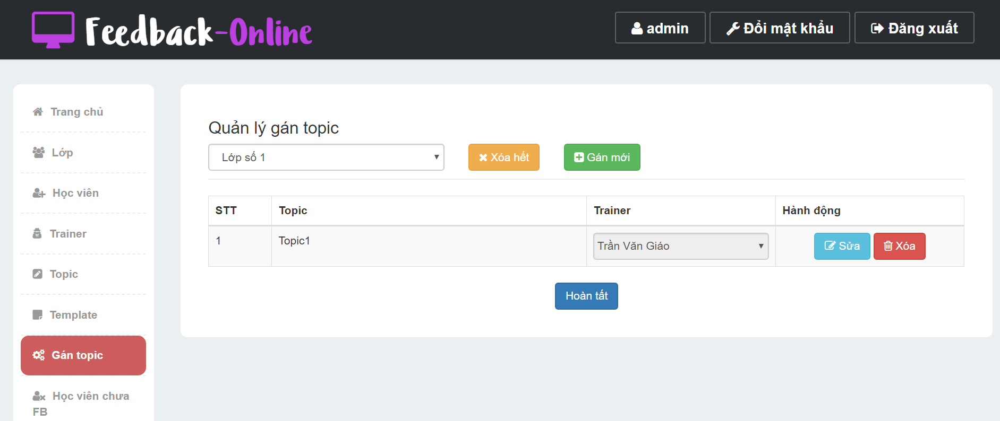 Feedback-Online
admin
Đổi mật khẩu
Đăng xuất
Trang chủ
Lớp
Học viên
Trainer
Topic
Template
Gán topic
Học viên chưa
FB
Quản lý gán topic
Lớp số 1
Xóa hết
Gán mới
STT Topic Trainer Hành động
1 Topic1 Trần Văn Giáo Sửa Xóa
Hoàn tất